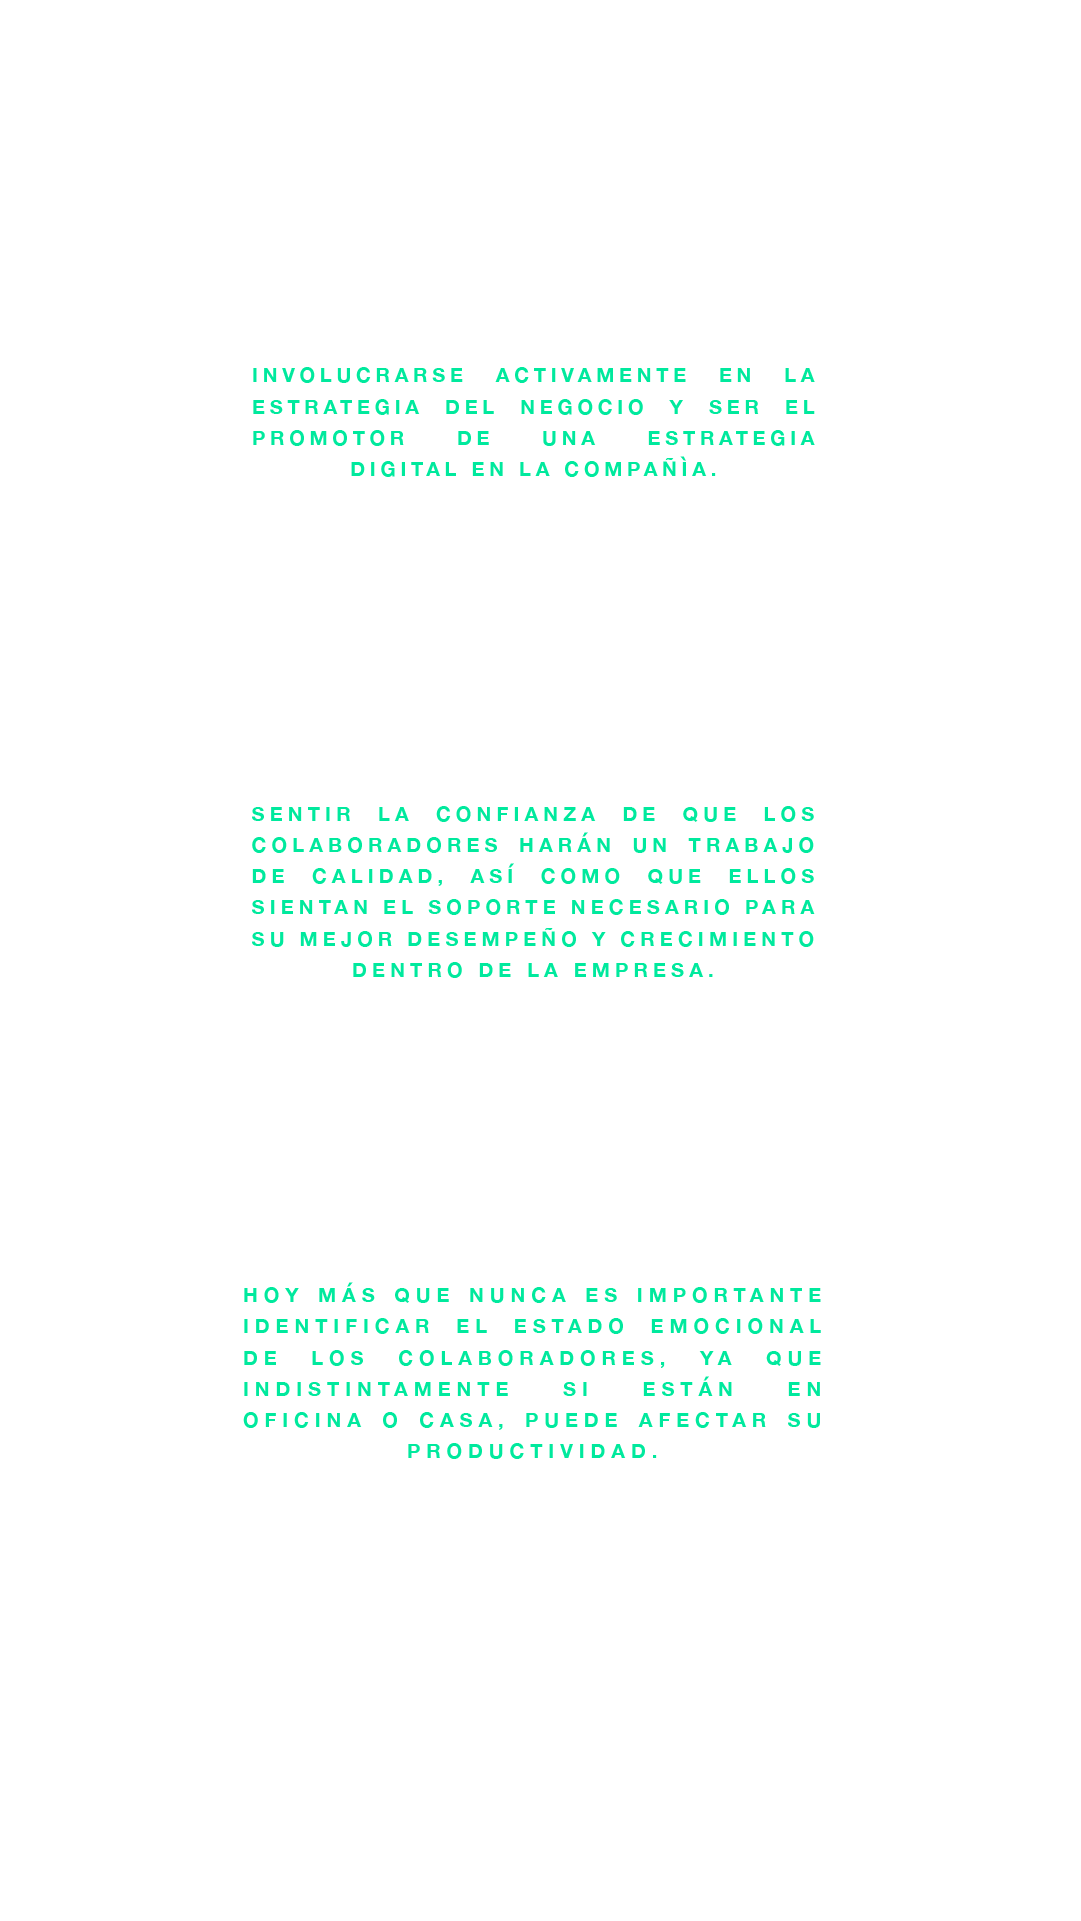 INVOLUCRARSE ACTIVAMENTE EN LA
ESTRATEGIA DEL NEGOCIO Y SER EL
PROMOTOR DE UNA ESTRATEGIA
DIGITAL EN LA COMPAÑÌA.
SENTIR LA CONFIANZA DE QUE LOS
COLABORADORES HARÁN UN TRABAJO
DE CALIDAD, ASÍ COMO QUE ELLOS
SIENTAN EL SOPORTE NECESARIO PARA
SU MEJOR DESEMPEÑO Y CRECIMIENTO
DENTRO DE LA EMPRESA.
HOY MÁS QUE NUNCA ES IMPORTANTE
IDENTIFICAR EL ESTADO EMOCIONAL
DE LOS COLABORADORES, YA QUE
INDISTINTAMENTE SI ESTÁN EN
OFICINA O CASA, PUEDE AFECTAR SU
PRODUCTIVIDAD.